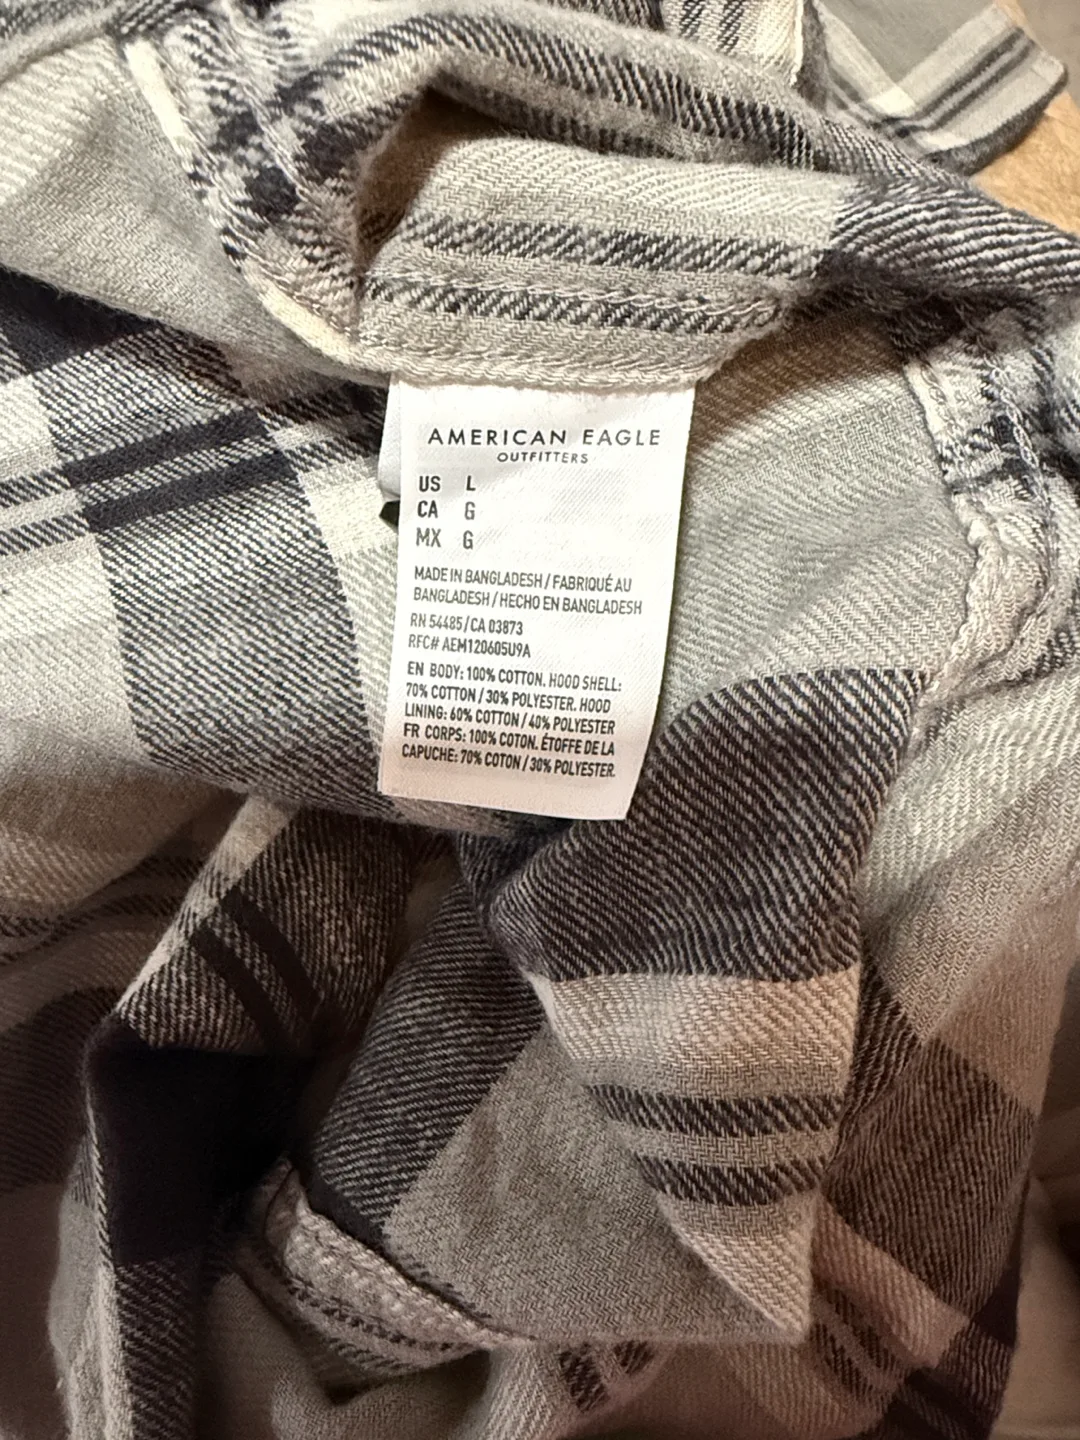 AMERICAN EAGLE
OUTFITTERS
US L
CA G
MX G
MADE IN BANGLADESH / FABRIQUÉ AU
BANGLADESH / HECHO EN BANGLADESH
RN 54485 / CA 03873
RFC# AEM120605U9A
EN BODY: 100% COTTON. HOOD SHELL:
70% COTTON / 30% POLYESTER. HOOD
LINING: 60% COTTON / 40% POLYESTER
FR CORPS: 100% COTON. ÉTOFFE DE LA
CAPUCHE: 70% COTON / 30% POLYESTER.